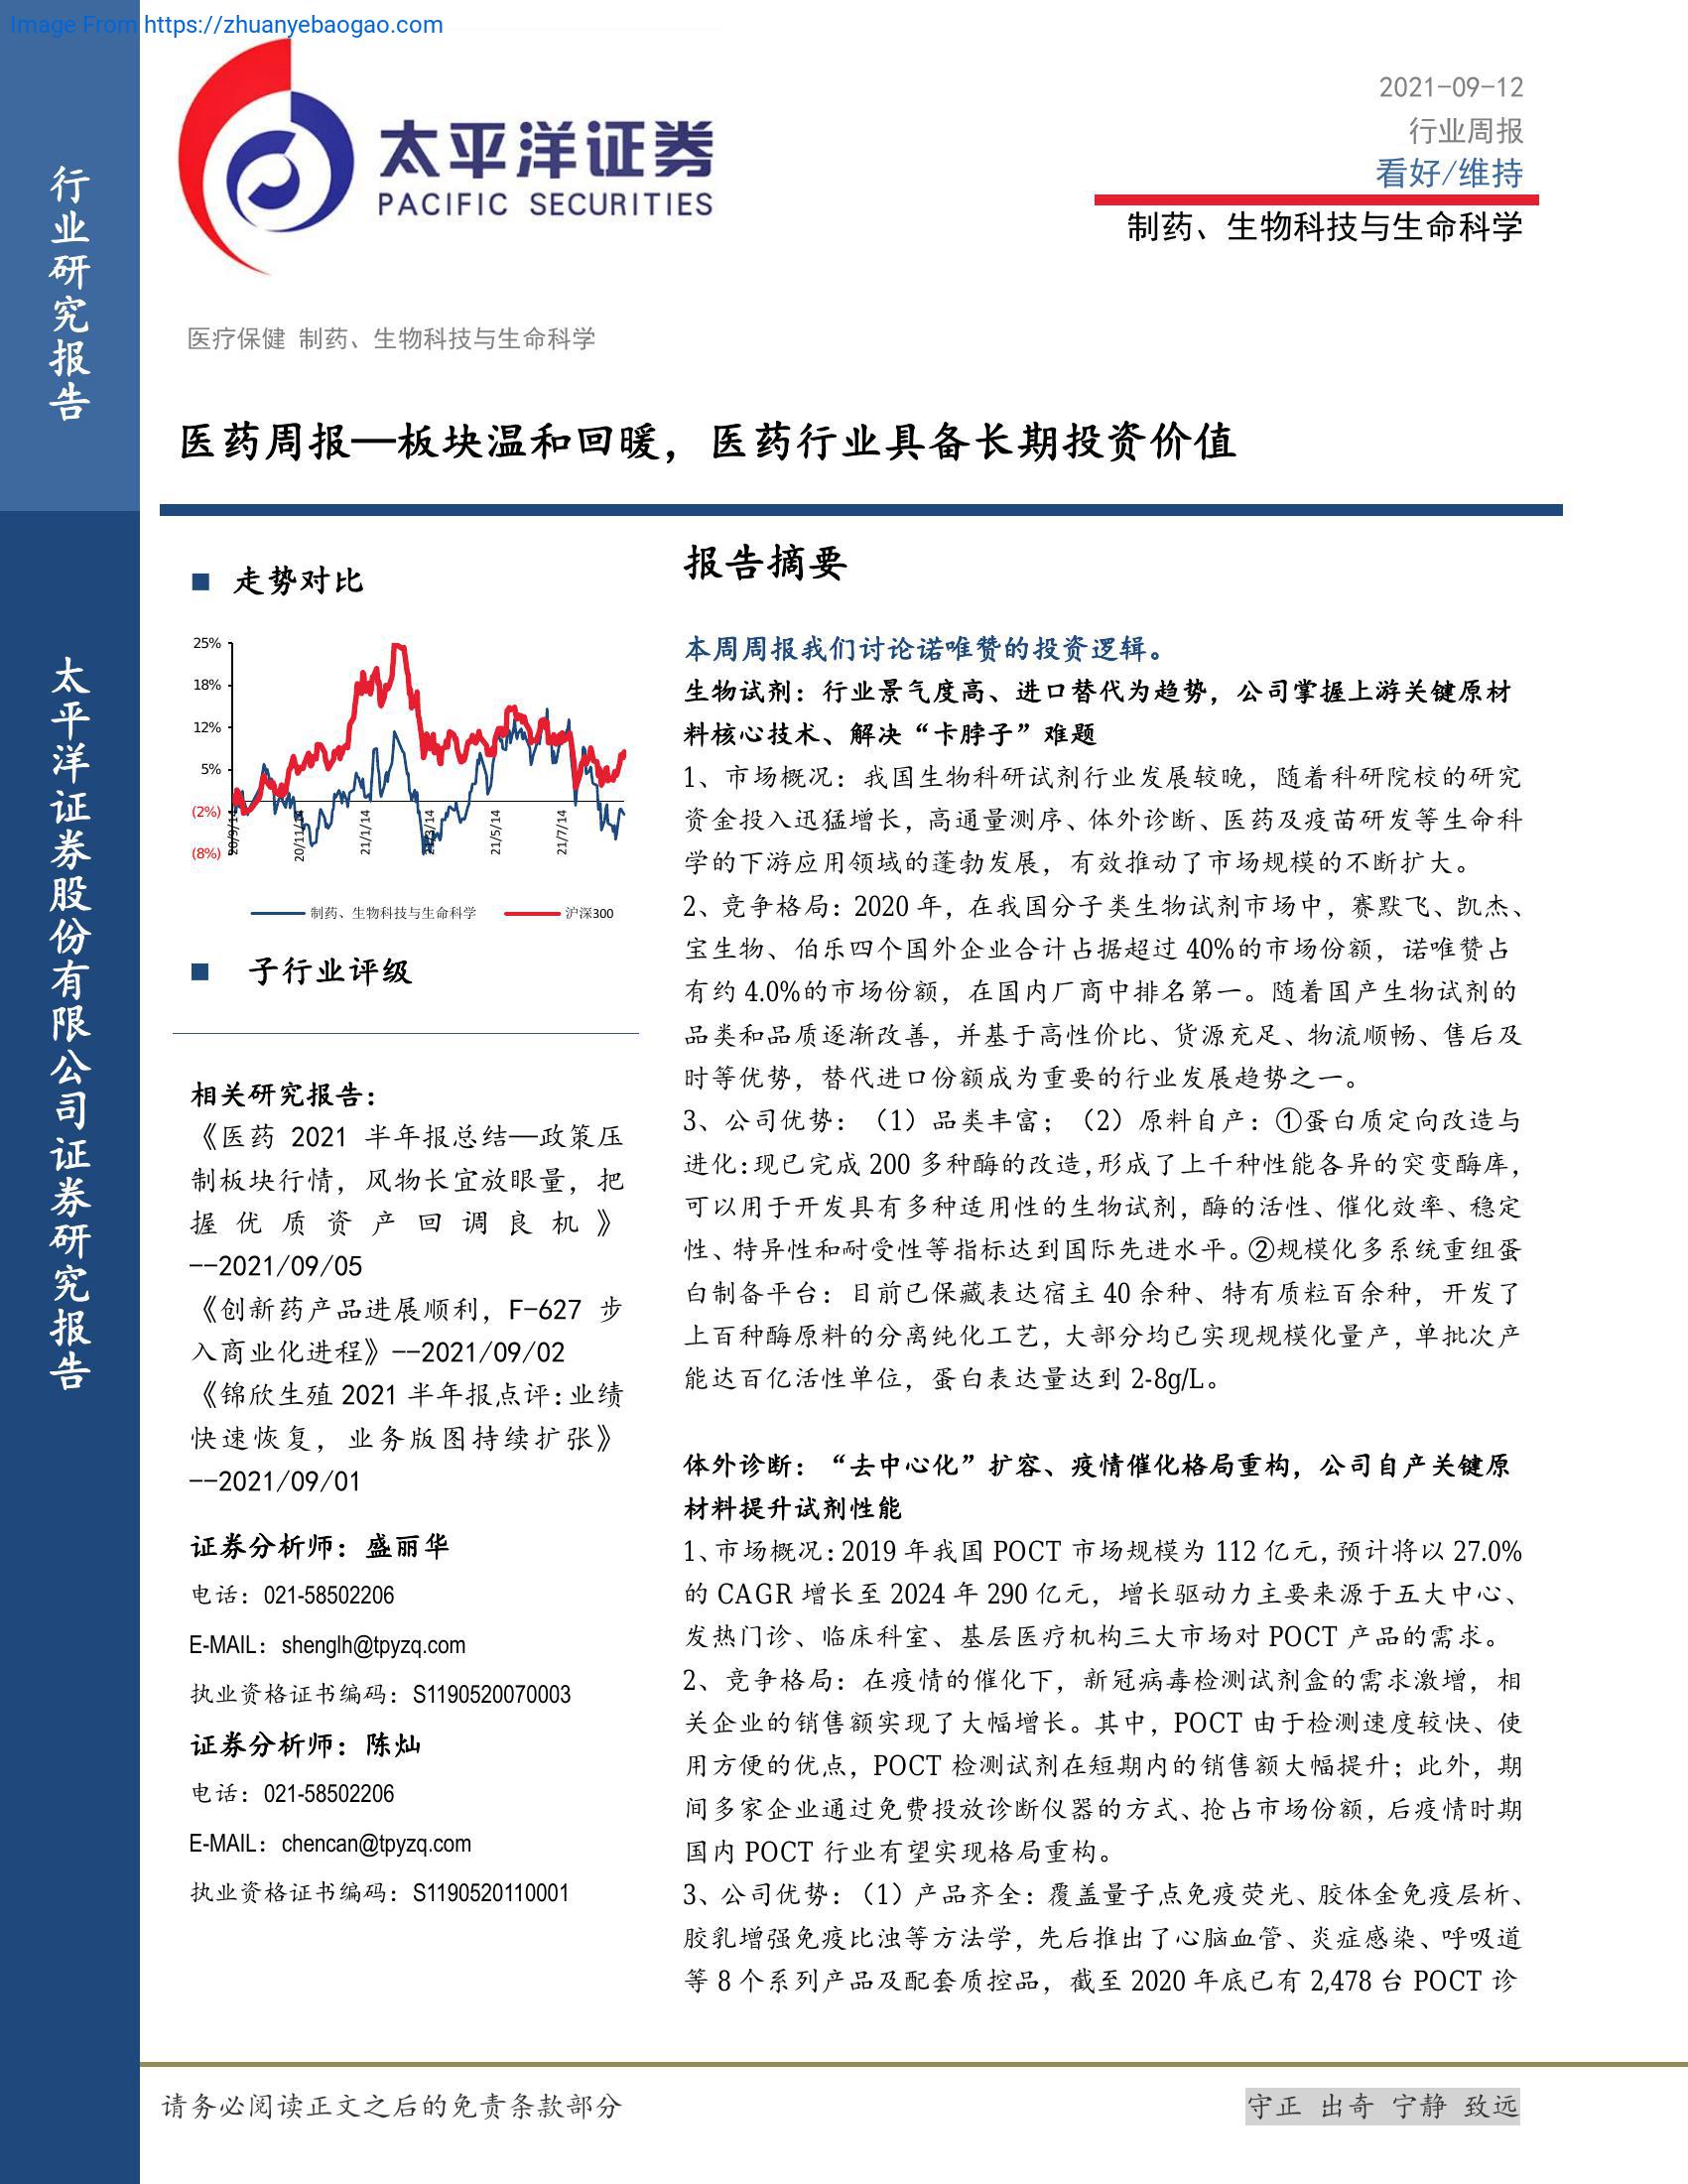 Image From https://zhuanyebaogao.com
行业研究报告
太平洋证券股份有限公司证券研究报告
太平洋证券
PACIFIC SECURITIES
2021-09-12
行业周报
看好/维持
制药、生物科技与生命科学
医疗保健 制药、生物科技与生命科学
医药周报—板块温和回暖，医药行业具备长期投资价值
■ 走势对比
25%
18%
12%
5%
(2%)
(8%)
20/9/14
20/11/14
21/1/14
21/3/14
21/5/14
21/7/14
制药、生物科技与生命科学
沪深300
■ 子行业评级
相关研究报告：
《医药 2021 半年报总结—政策压
制板块行情，风物长宜放眼量，把
握优质资产回调良机》
--2021/09/05
《创新药产品进展顺利，F-627 步
入商业化进程》--2021/09/02
《锦欣生殖 2021 半年报点评：业绩
快速恢复，业务版图持续扩张》
--2021/09/01
证券分析师：盛丽华
电话：021-58502206
E-MAIL：shenglh@tpyzq.com
执业资格证书编码：S1190520070003
证券分析师：陈灿
电话：021-58502206
E-MAIL：chencan@tpyzq.com
执业资格证书编码：S1190520110001
报告摘要
本周周报我们讨论诺唯赞的投资逻辑。
生物试剂：行业景气度高、进口替代为趋势，公司掌握上游关键原材
料核心技术、解决“卡脖子”难题
1、市场概况：我国生物科研试剂行业发展较晚，随着科研院校的研究
资金投入迅猛增长，高通量测序、体外诊断、医药及疫苗研发等生命科
学的下游应用领域的蓬勃发展，有效推动了市场规模的不断扩大。
2、竞争格局：2020 年，在我国分子类生物试剂市场中，赛默飞、凯杰、
宝生物、伯乐四个国外企业合计占据超过 40%的市场份额，诺唯赞占
有约 4.0%的市场份额，在国内厂商中排名第一。随着国产生物试剂的
品类和品质逐渐改善，并基于高性价比、货源充足、物流顺畅、售后及
时等优势，替代进口份额成为重要的行业发展趋势之一。
3、公司优势：（1）品类丰富；（2）原料自产：①蛋白质定向改造与
进化：现已完成 200 多种酶的改造，形成了上千种性能各异的突变酶库，
可以用于开发具有多种适用性的生物试剂，酶的活性、催化效率、稳定
性、特异性和耐受性等指标达到国际先进水平。②规模化多系统重组蛋
白制备平台：目前已保藏表达宿主 40 余种、特有质粒百余种，开发了
上百种酶原料的分离纯化工艺，大部分均已实现规模化量产，单批次产
能达百亿活性单位，蛋白表达量达到 2-8g/L。
体外诊断：“去中心化”扩容、疫情催化格局重构，公司自产关键原
材料提升试剂性能
1、市场概况：2019 年我国 POCT 市场规模为 112 亿元，预计将以 27.0%
的 CAGR 增长至 2024 年 290 亿元，增长驱动力主要来源于五大中心、
发热门诊、临床科室、基层医疗机构三大市场对 POCT 产品的需求。
2、竞争格局：在疫情的催化下，新冠病毒检测试剂盒的需求激增，相
关企业的销售额实现了大幅增长。其中，POCT 由于检测速度较快、使
用方便的优点，POCT 检测试剂在短期内的销售额大幅提升；此外，期
间多家企业通过免费投放诊断仪器的方式、抢占市场份额，后疫情时期
国内 POCT 行业有望实现格局重构。
3、公司优势：（1）产品齐全：覆盖量子点免疫荧光、胶体金免疫层析、
胶乳增强免疫比浊等方法学，先后推出了心脑血管、炎症感染、呼吸道
等 8 个系列产品及配套质控品，截至 2020 年底已有 2,478 台 POCT 诊
请务必阅读正文之后的免责条款部分
守正 出奇 宁静 致远